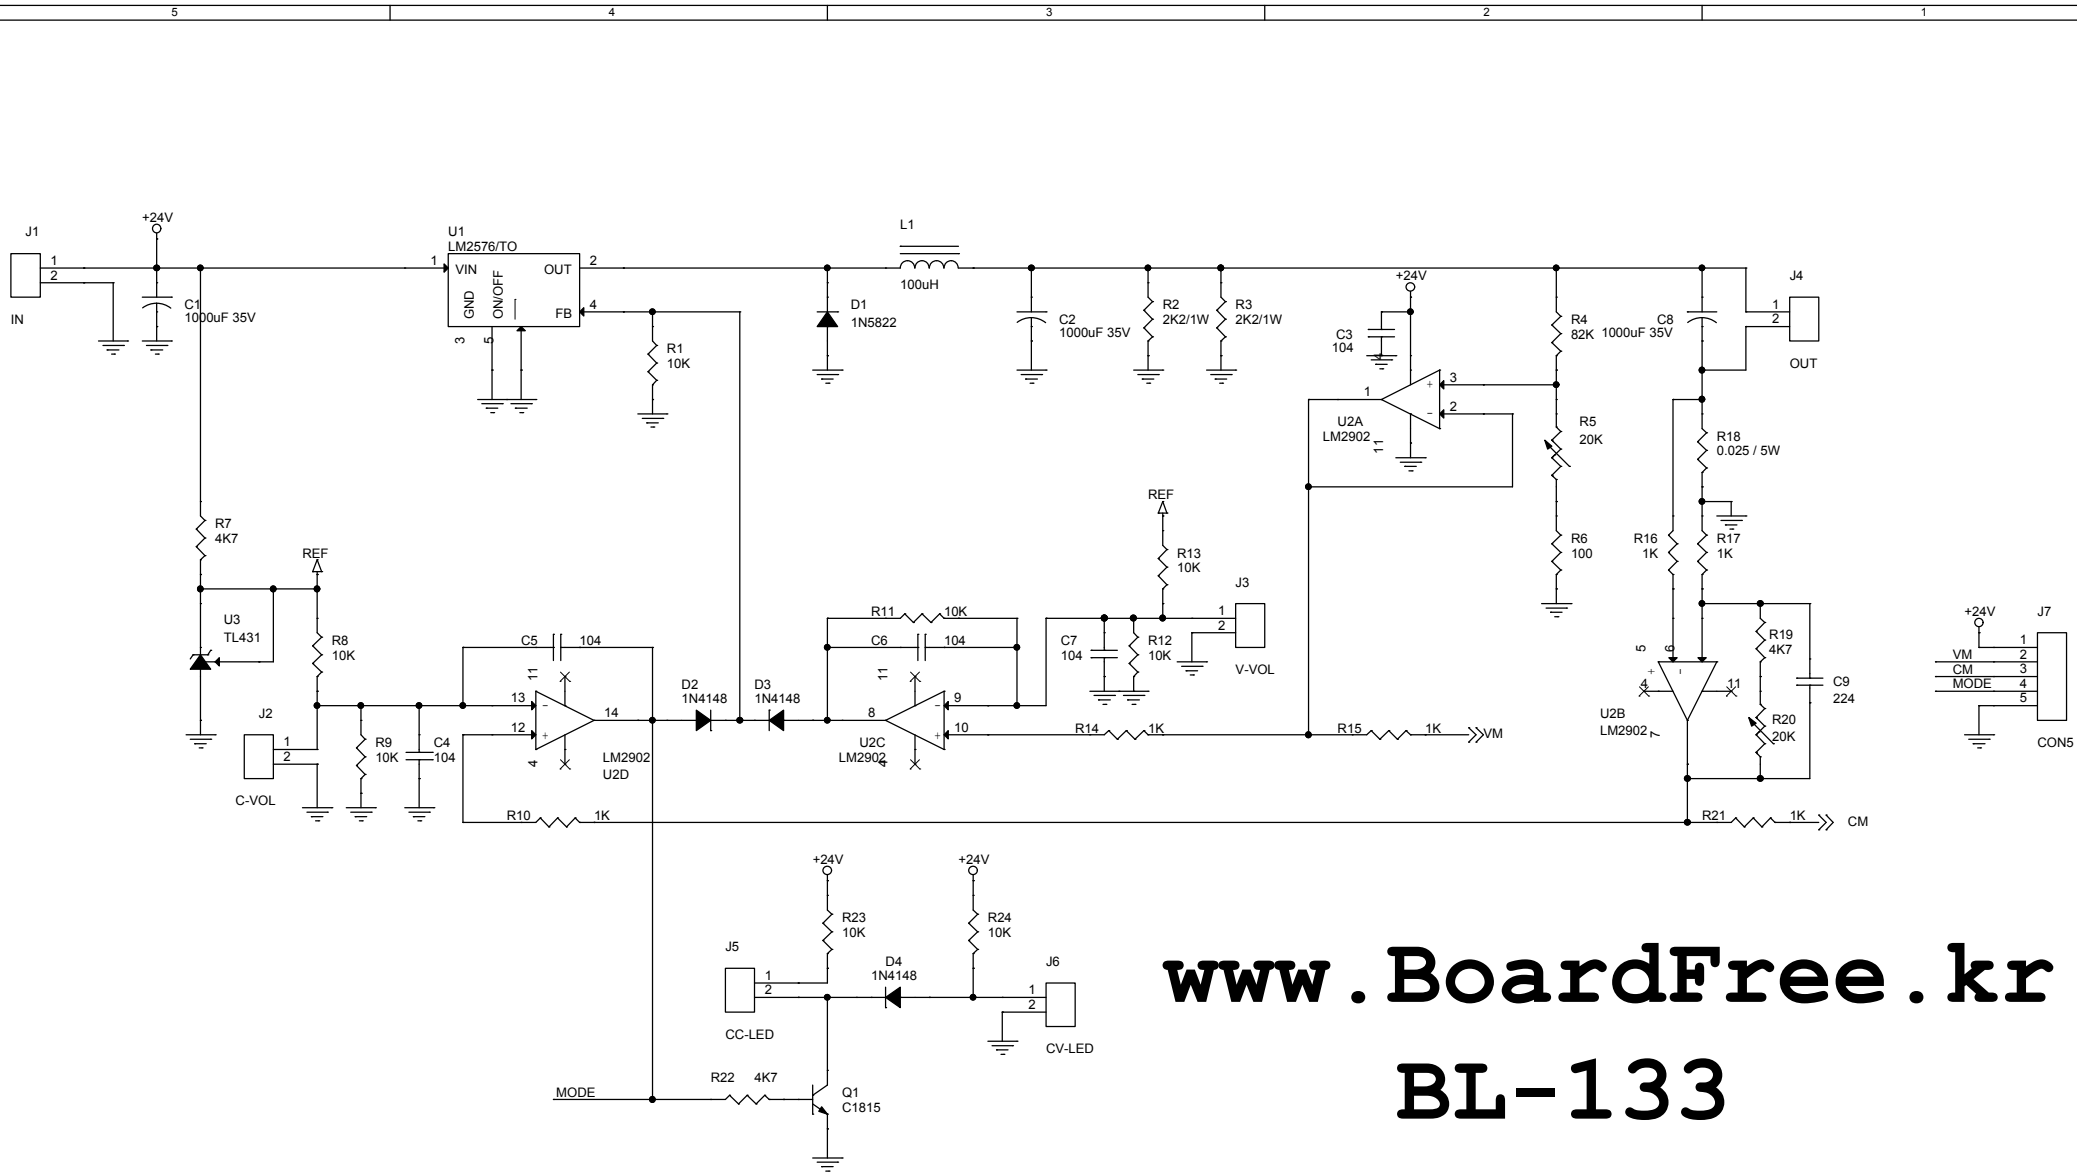 5 4 3 2 1
J1
1
2
IN
+24V
C1
1000uF 35V
U1
LM2576/TO
1
VIN
OUT
2
GND
ON/OFF
FB
4
3
5
R1
10K
D1
1N5822
L1
100uH
C2
1000uF 35V
R2
2K2/1W
R3
2K2/1W
+24V
C3
104
4
3
+
1
2
-
U2A
LM2902
11
R4
82K
R5
20K
R6
100
C8
1000uF 35V
J4
1
2
OUT
R18
0.025 / 5W
R16
1K
R17
1K
R7
4K7
REF
U3
TL431
R8
10K
J2
1
2
C-VOL
R9
10K
C4
104
C5
104
11
13
-
12
+
14
4
LM2902
U2D
R10
1K
D2
1N4148
D3
1N4148
R11
10K
C6
104
11
9
-
8
10
+
U2C
LM2902
4
REF
R13
10K
C7
104
R12
10K
J3
1
2
V-VOL
R14
1K
R15
1K
VM
5
6
+
-
4
11
U2B
LM2902
7
R19
4K7
R20
20K
C9
224
R21
1K
CM
+24V
J7
1
VM
2
CM
3
MODE
4
5
CON5
+24V
R23
10K
+24V
R24
10K
J5
1
2
CC-LED
D4
1N4148
J6
1
2
CV-LED
MODE
R22
4K7
Q1
C1815
www.BoardFree.kr
BL-133